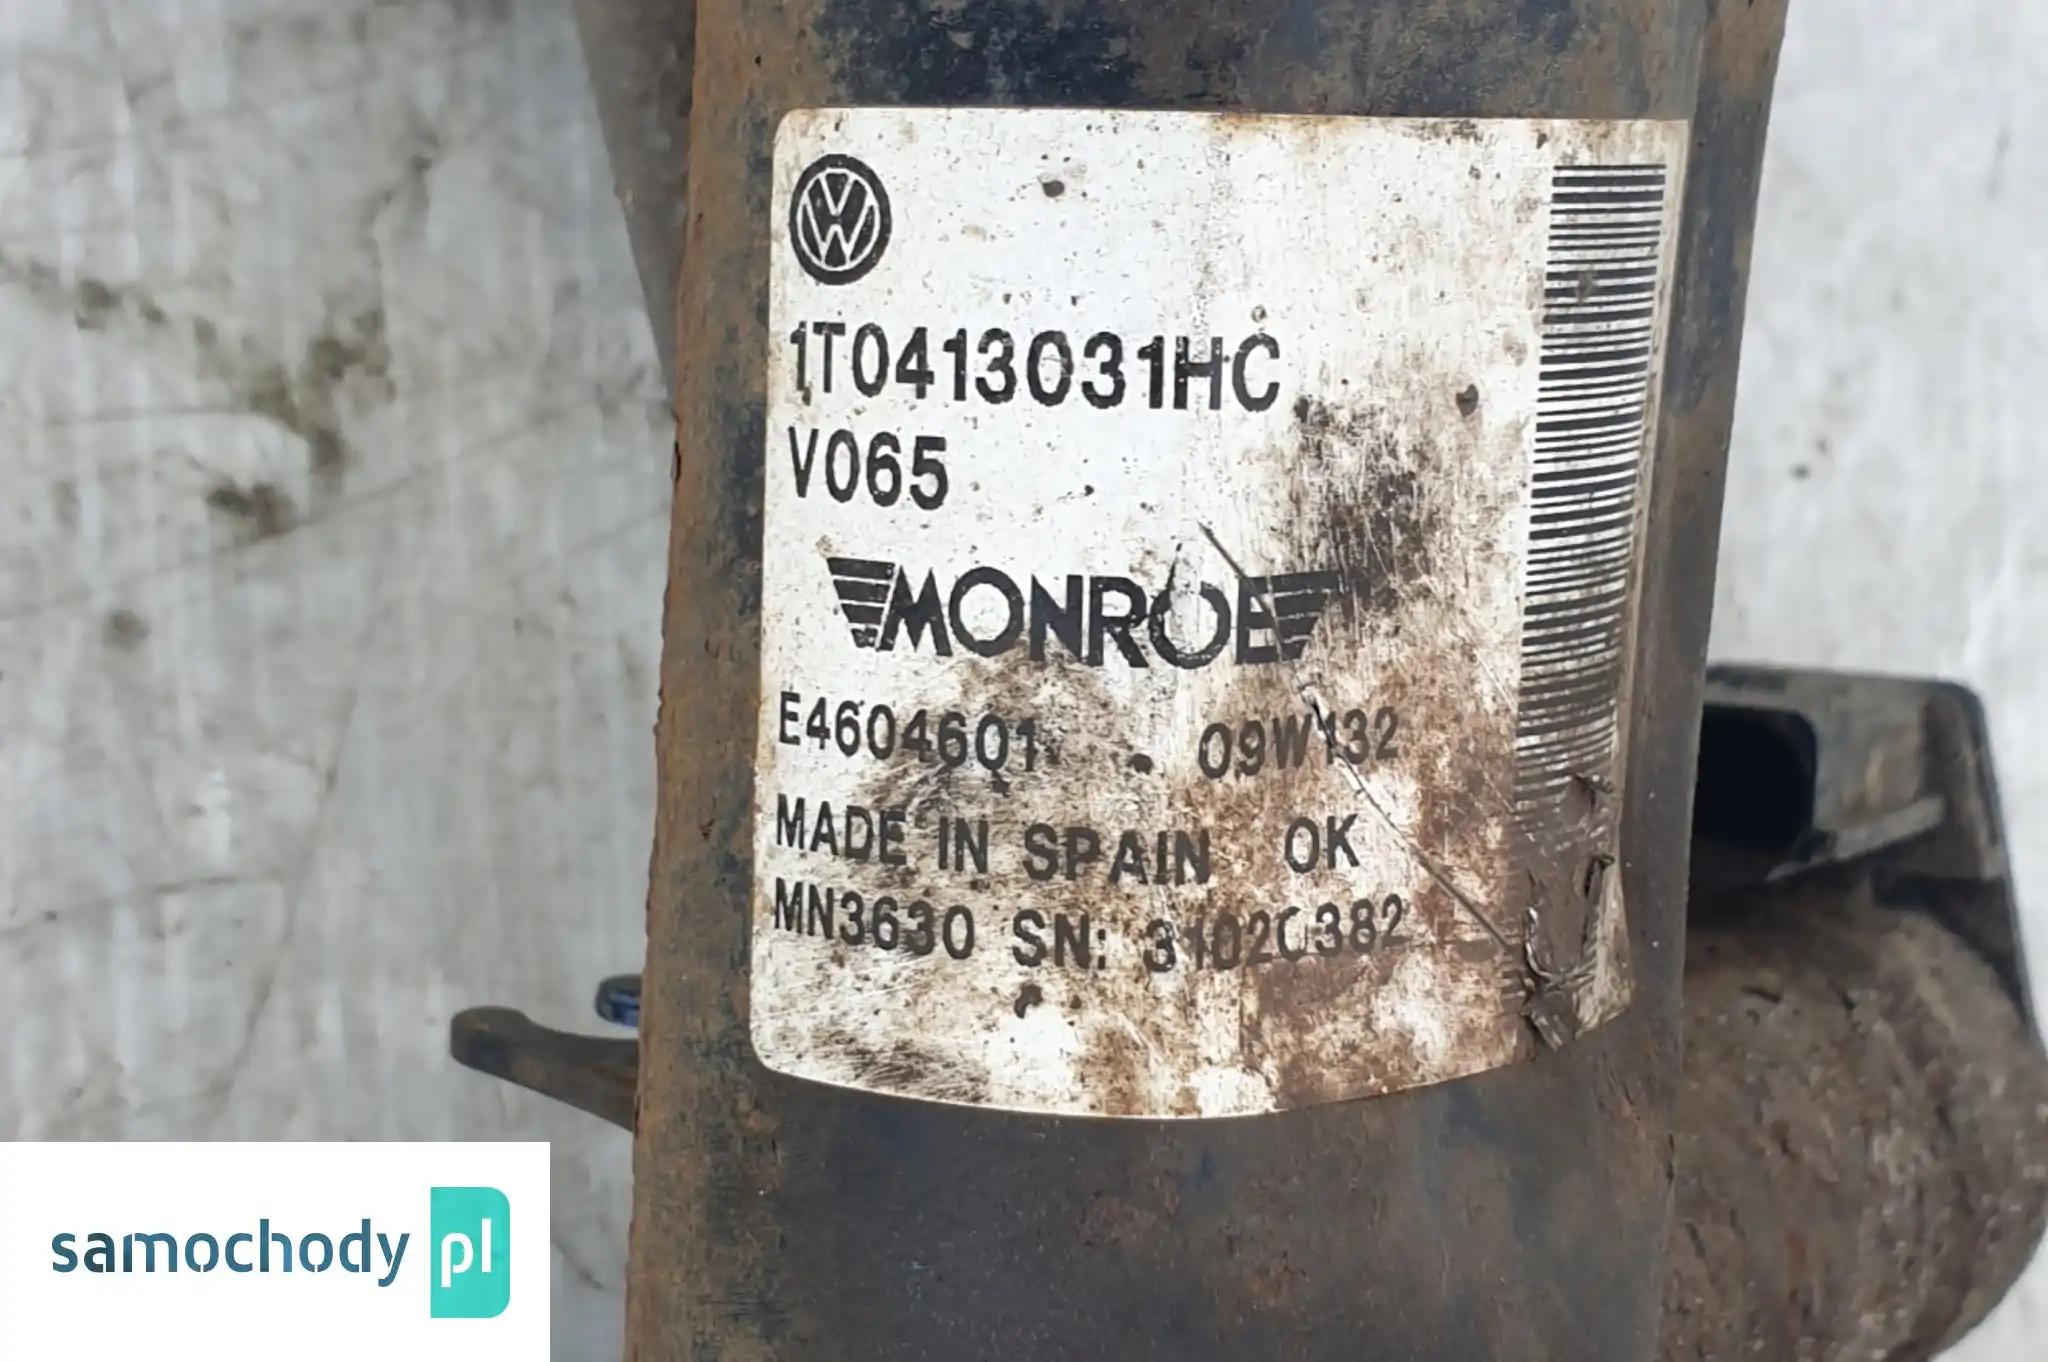 1T0413031HC
V065
MONROE
E4604601 09W132
MADE IN SPAIN OK
MN3630 SN: 31020382
samochody pl